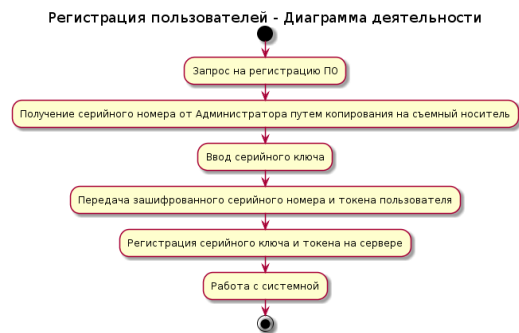 Регистрация пользователей - Диаграмма деятельности
Запрос на регистрацию ПО
Получение серийного номера от Администратора путем копирования на съемный носитель
Ввод серийного ключа
Передача зашифрованного серийного номера и токена пользователя
Регистрация серийного ключа и токена на сервере
Работа с системной